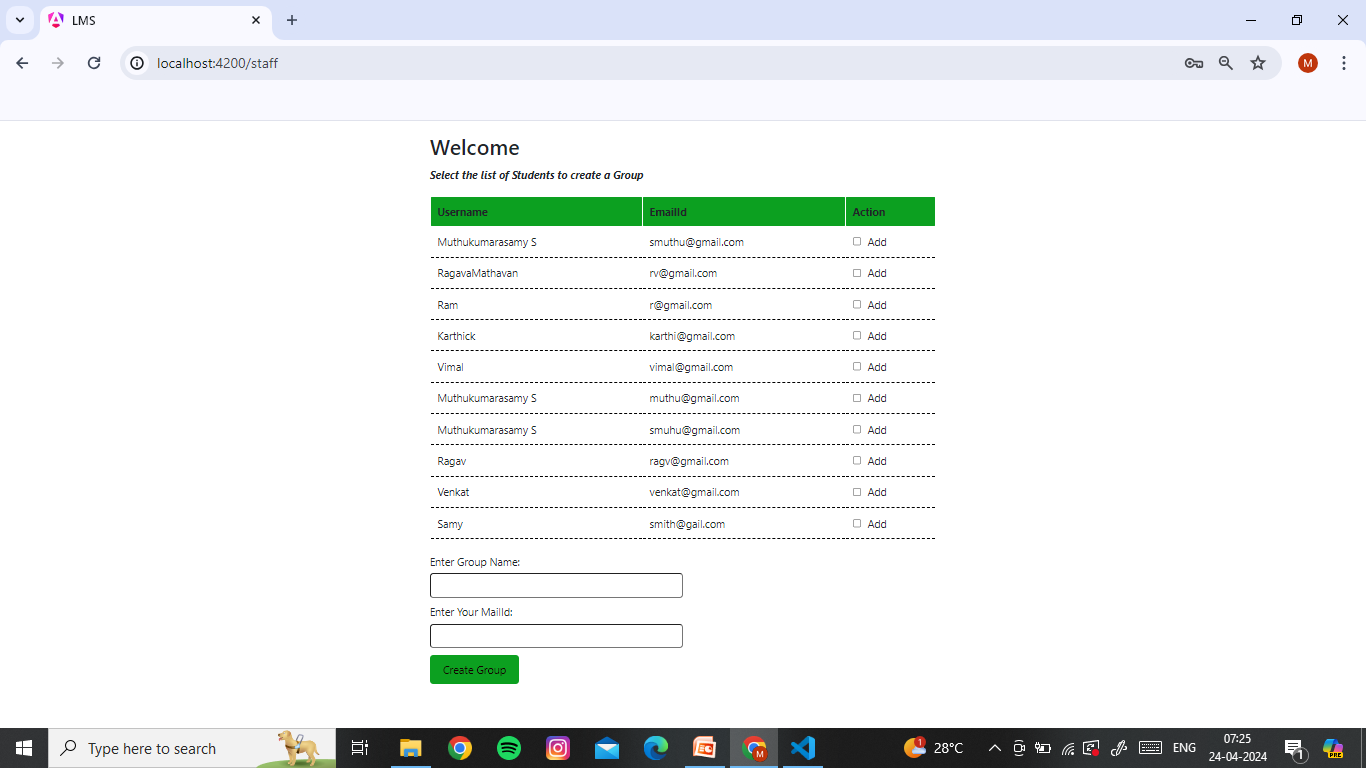 LMS
localhost:4200/staff
M
Welcome
Select the list of Students to create a Group
Username EmailId Action
Muthukumarasamy S smuthu@gmail.com Add
RagavaMathavan rv@gmail.com Add
Ram r@gmail.com Add
Karthick karthi@gmail.com Add
Vimal vimal@gmail.com Add
Muthukumarasamy S muthu@gmail.com Add
Muthukumarasamy S smuhu@gmail.com Add
Ragav ragv@gmail.com Add
Venkat venkat@gmail.com Add
Samy smith@gail.com Add
Enter Group Name:
Enter Your MailId:
Create Group
Type here to search M 1 28°C ENG 07:25 1 PRE
24-04-2024